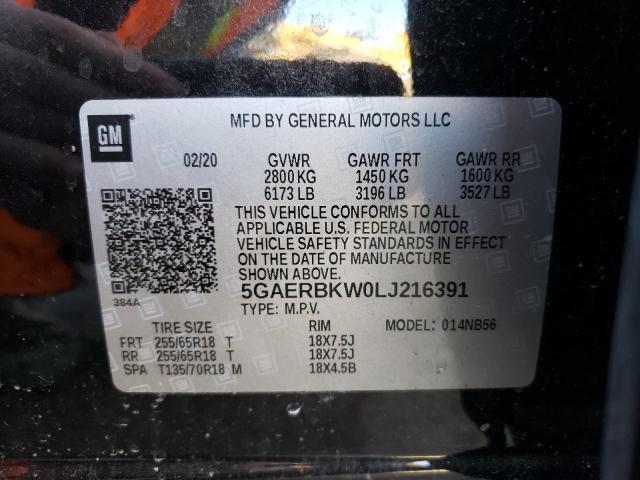 GM
MFD BY GENERAL MOTORS LLC
02/20 GVWR GAWR FRT GAWR RR
2800 KG 1450 KG 1600 KG
6173 LB 3196 LB 3527 LB
THIS VEHICLE CONFORMS TO ALL
APPLICABLE U.S. FEDERAL MOTOR
VEHICLE SAFETY STANDARDS IN EFFECT
ON THE DATE OF MANUFACTURE
SHOWN ABOVE.
384A
5GAERBKW0LJ216391
TYPE: M.P.V.
TIRE SIZE RIM MODEL: 014NB56
FRT 255/65R18 T 18X7.5J
RR 255/65R18 T 18X7.5J
SPA T135/70R18 M 18X4.5B